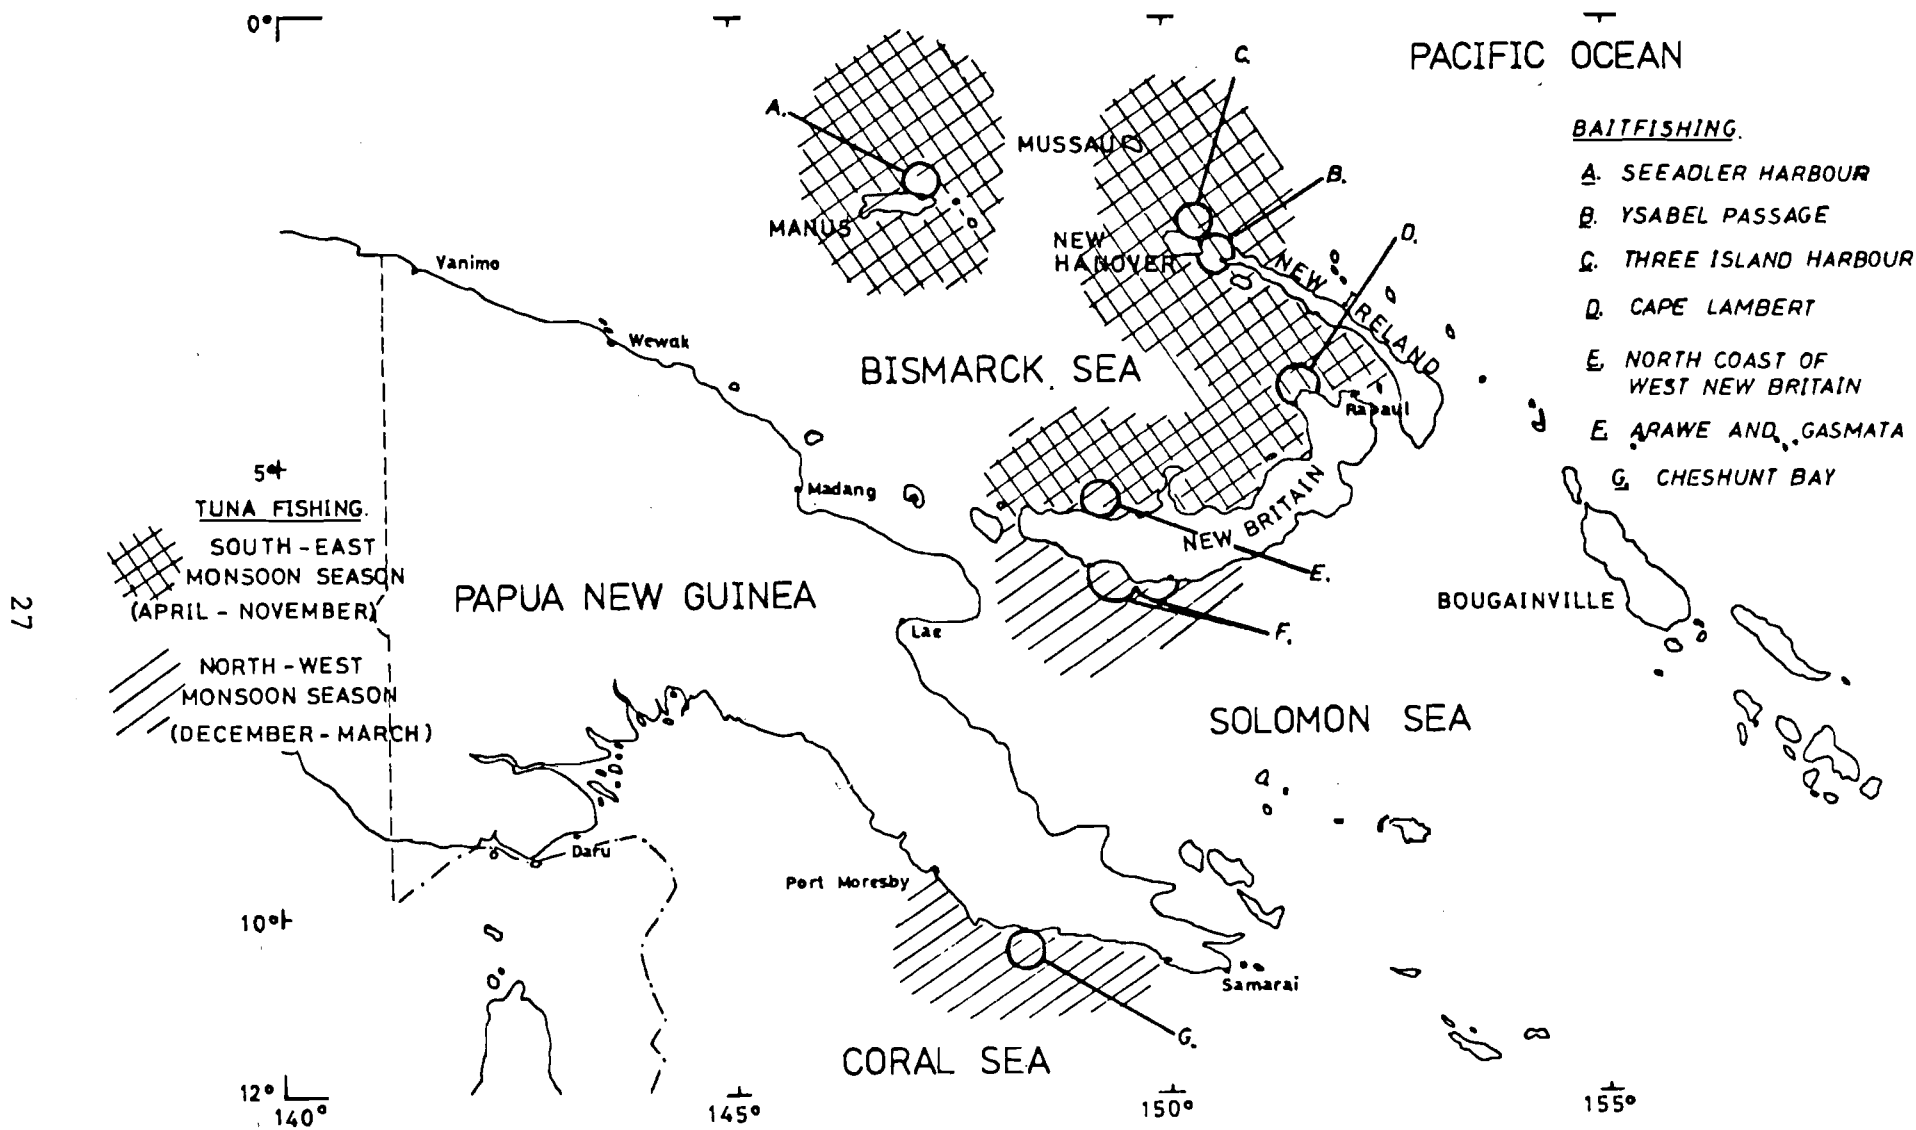 0°
PACIFIC OCEAN
C.
A.
BAITFISHING.
MUSSAU
B.
A. SEEADLER HARBOUR
MANUS
B. YSABEL PASSAGE
NEW
HANOVER
D.
NEW IRELAND
C. THREE ISLAND HARBOUR
Vanimo
D. CAPE LAMBERT
Wewak
BISMARCK SEA
E. NORTH COAST OF
WEST NEW BRITAIN
Rabaul
F. ARAWE AND GASMATA
5°
Madang
G. CHESHUNT BAY
TUNA FISHING.
NEW BRITAIN
SOUTH-EAST
MONSOON SEASON
(APRIL - NOVEMBER)
PAPUA NEW GUINEA
E.
BOUGAINVILLE
27
Lae
F.
NORTH-WEST
MONSOON SEASON
(DECEMBER - MARCH)
SOLOMON SEA
Daru
Port Moresby
10°
Samarai
G.
CORAL SEA
12°
140°
145°
150°
155°